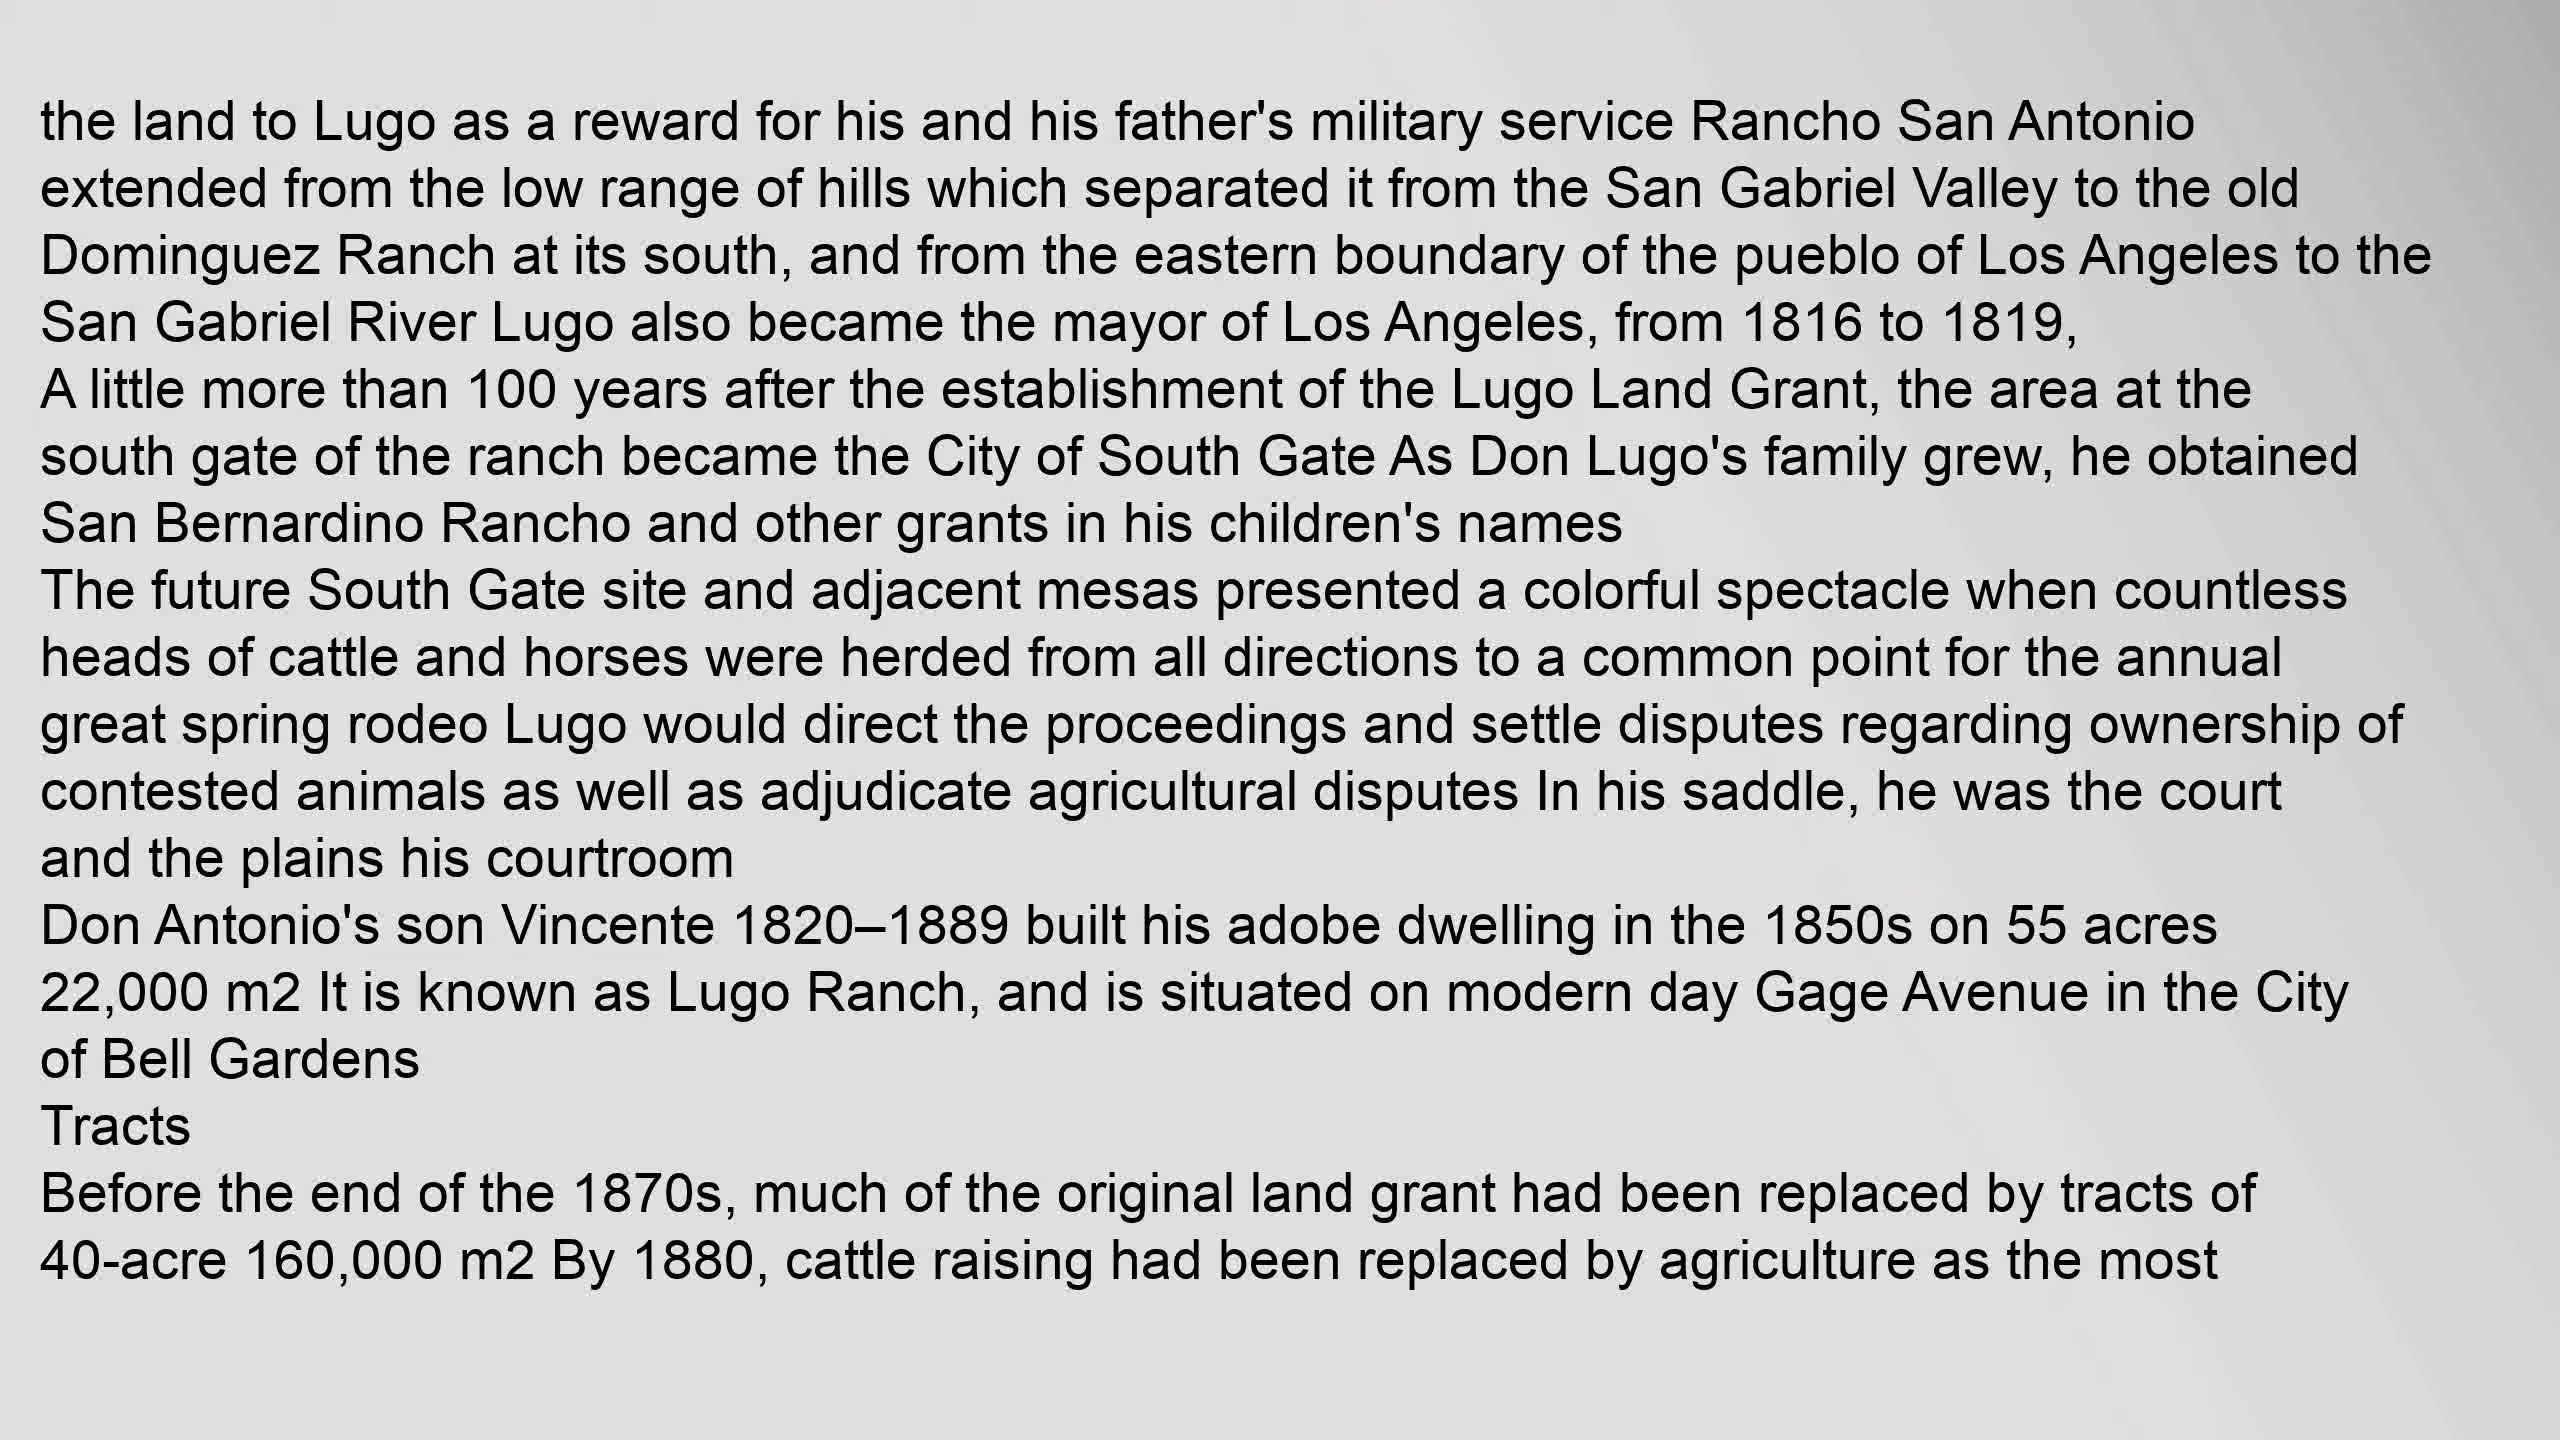 the land to Lugo as a reward for his and his father's military service Rancho San Antonio
extended from the low range of hills which separated it from the San Gabriel Valley to the old
Dominguez Ranch at its south, and from the eastern boundary of the pueblo of Los Angeles to the
San Gabriel River Lugo also became the mayor of Los Angeles, from 1816 to 1819,
A little more than 100 years after the establishment of the Lugo Land Grant, the area at the
south gate of the ranch became the City of South Gate As Don Lugo's family grew, he obtained
San Bernardino Rancho and other grants in his children's names
The future South Gate site and adjacent mesas presented a colorful spectacle when countless
heads of cattle and horses were herded from all directions to a common point for the annual
great spring rodeo Lugo would direct the proceedings and settle disputes regarding ownership of
contested animals as well as adjudicate agricultural disputes In his saddle, he was the court
and the plains his courtroom
Don Antonio's son Vincente 1820–1889 built his adobe dwelling in the 1850s on 55 acres
22,000 m2 It is known as Lugo Ranch, and is situated on modern day Gage Avenue in the City
of Bell Gardens
Tracts
Before the end of the 1870s, much of the original land grant had been replaced by tracts of
40-acre 160,000 m2 By 1880, cattle raising had been replaced by agriculture as the most